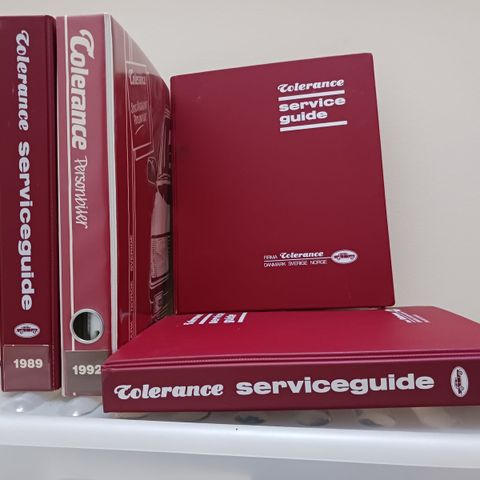 Tolerance serviceguide
1989
Tolerance Personbiler
1992
Tolerance
service
guide
FIRMA Tolerance
DANMARK SVERIGE NORGE
Tolerance serviceguide